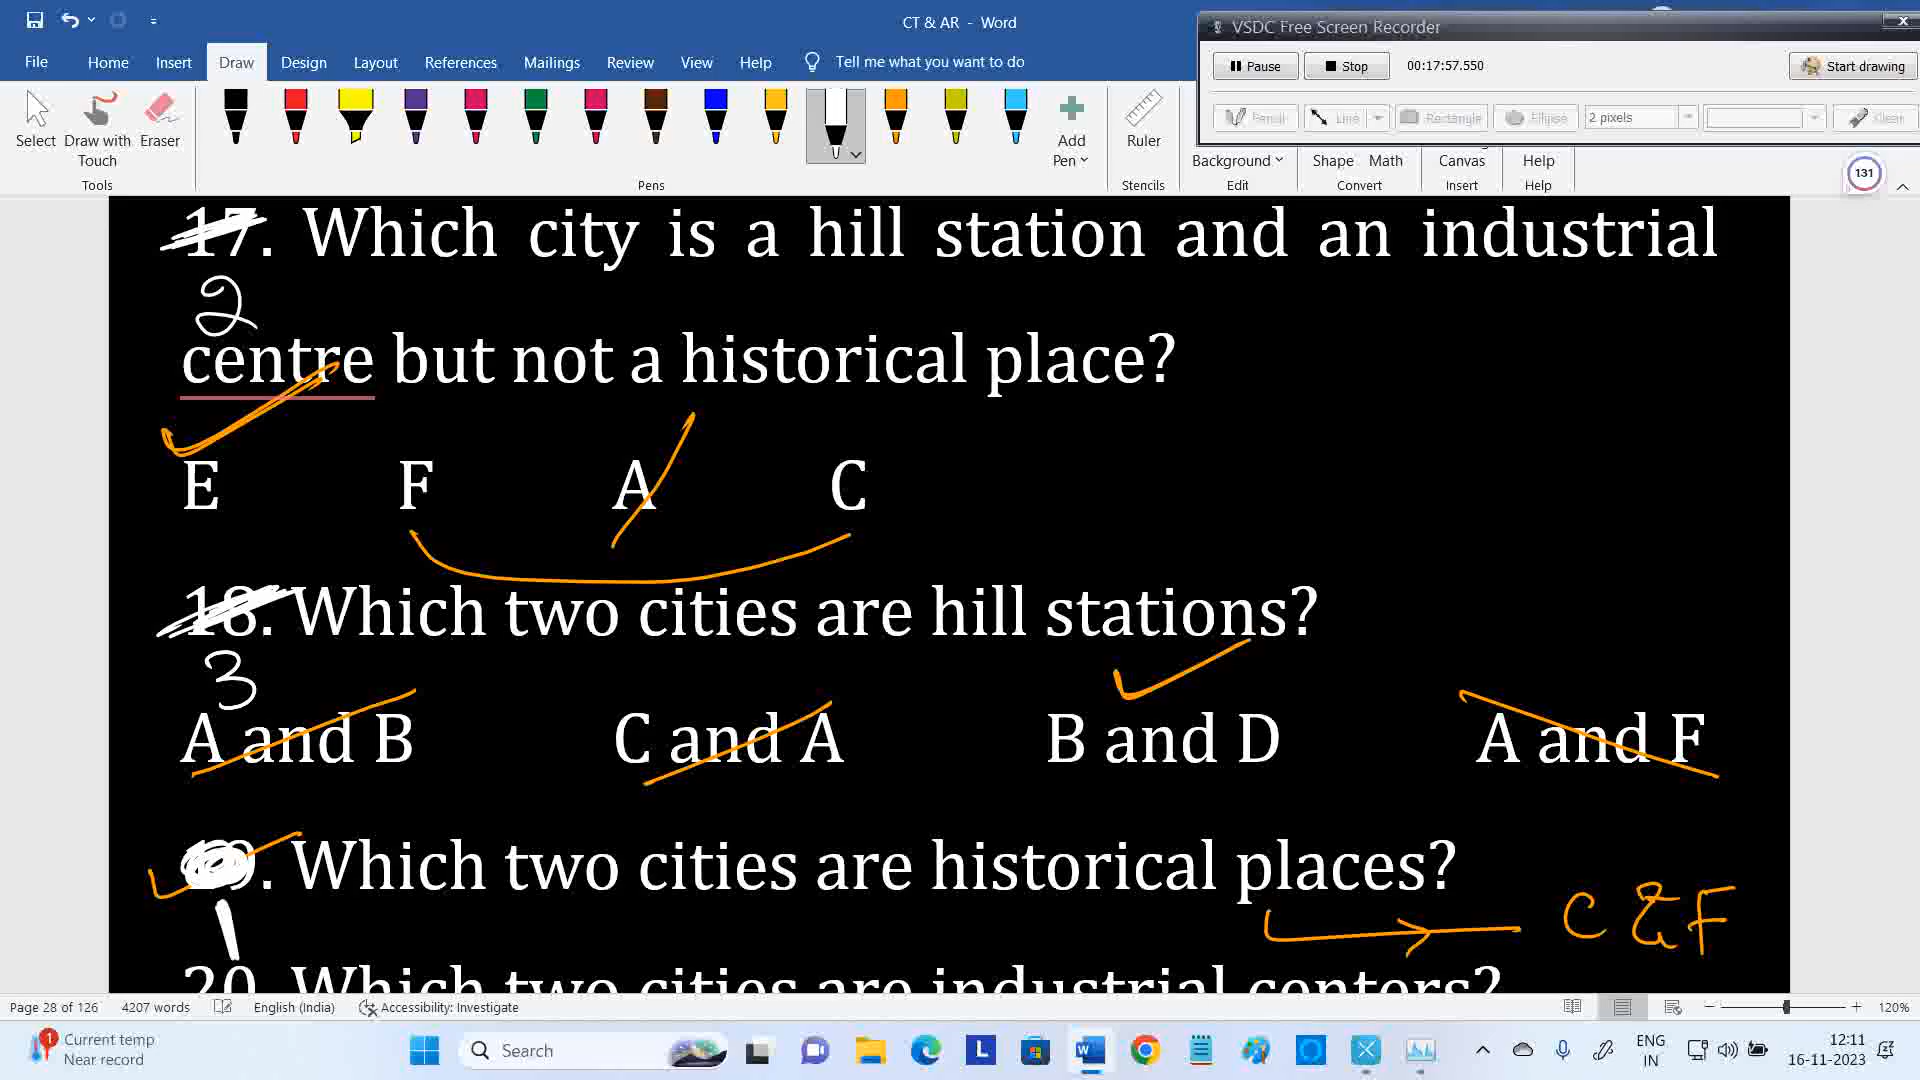 CT & AR - Word
VSDC Free Screen Recorder
File Home Insert Draw Design Layout References Mailings Review View Help Tell me what you want to do
Pause Stop 00:17:57.550 Start drawing
Pencil Line Rectangle Ellipse 2 pixels Clean
Select Draw with Touch Eraser
Add Pen Ruler
Background Shape Math Canvas Help
Tools Pens Stencils Edit Convert Insert Help
131
17. Which city is a hill station and an industrial
2
centre but not a historical place?
E F A C
18. Which two cities are hill stations?
3
A and B C and A B and D A and F
19. Which two cities are historical places?
1
C & F
20. Which two cities are industrial centers?
Page 28 of 126 4207 words English (India) Accessibility: Investigate 120%
1
Current temp
Near record
Search
ENG
IN
12:11
16-11-2023